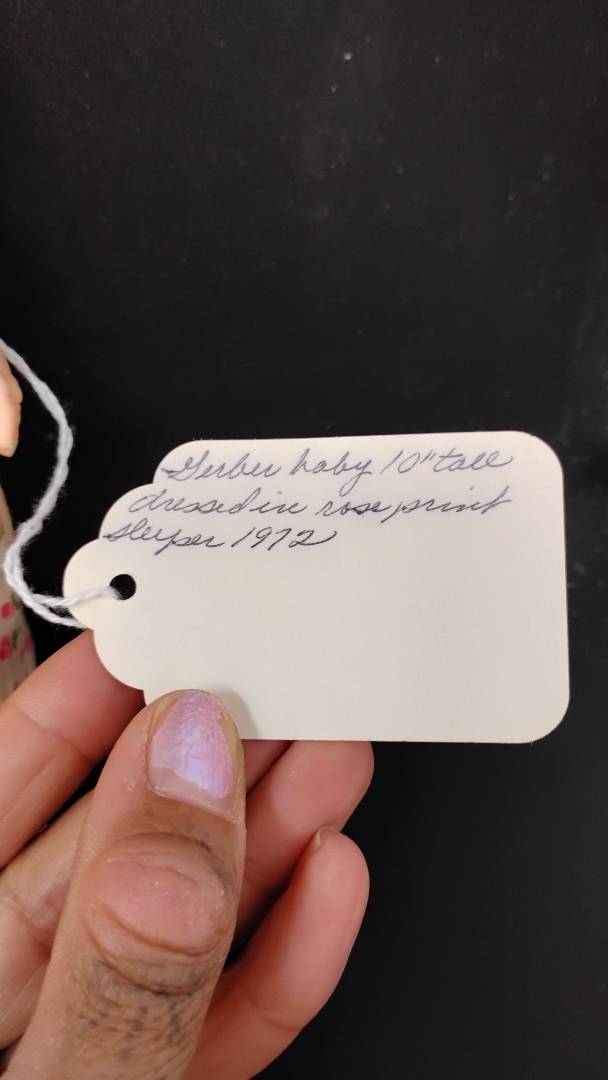 Gerber baby 10" tall
dressed in rose print
sleeper 1972